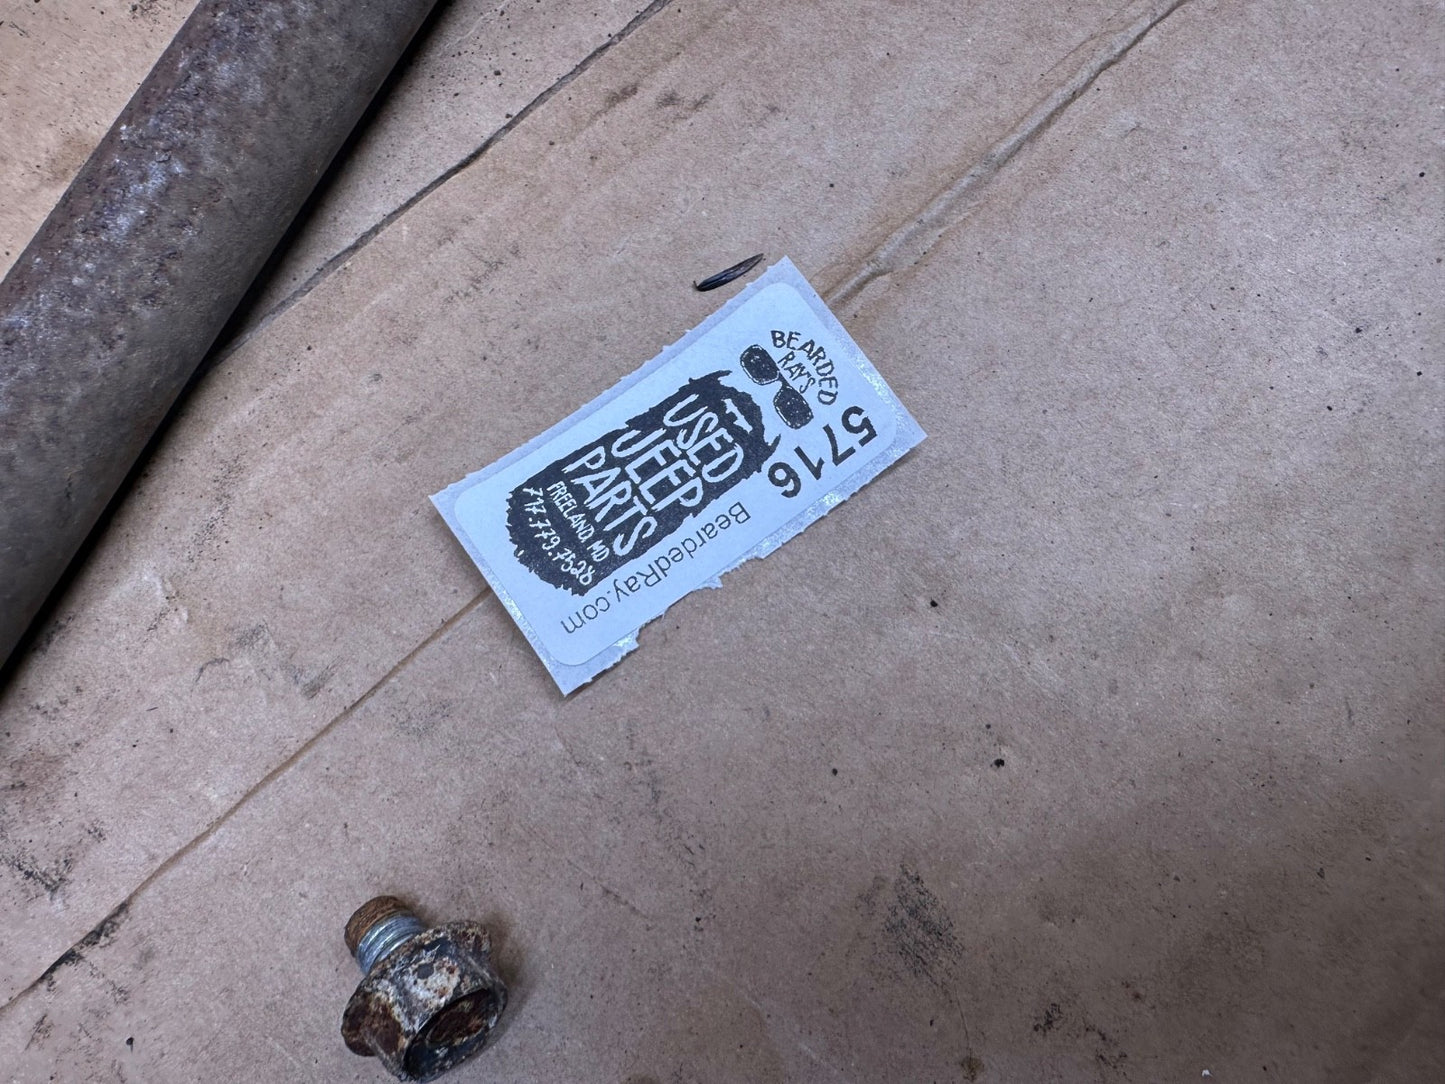 BEARDED
RAY'S
USED
JEEP
PARTS
FREELAND, MD
717.779.7528
5716
BeardedRay.com